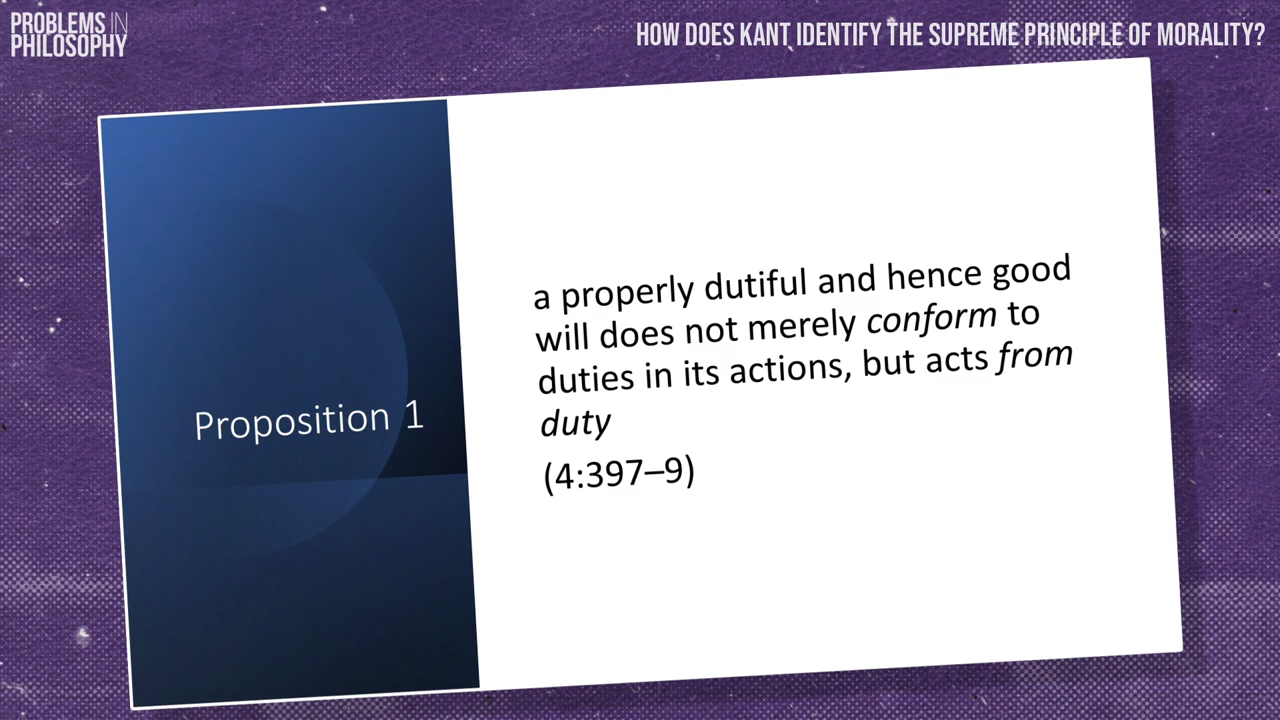 PROBLEMS IN
PHILOSOPHY
HOW DOES KANT IDENTIFY THE SUPREME PRINCIPLE OF MORALITY?
Proposition 1
a properly dutiful and hence good
will does not merely conform to
duties in its actions, but acts from
duty
(4:397–9)